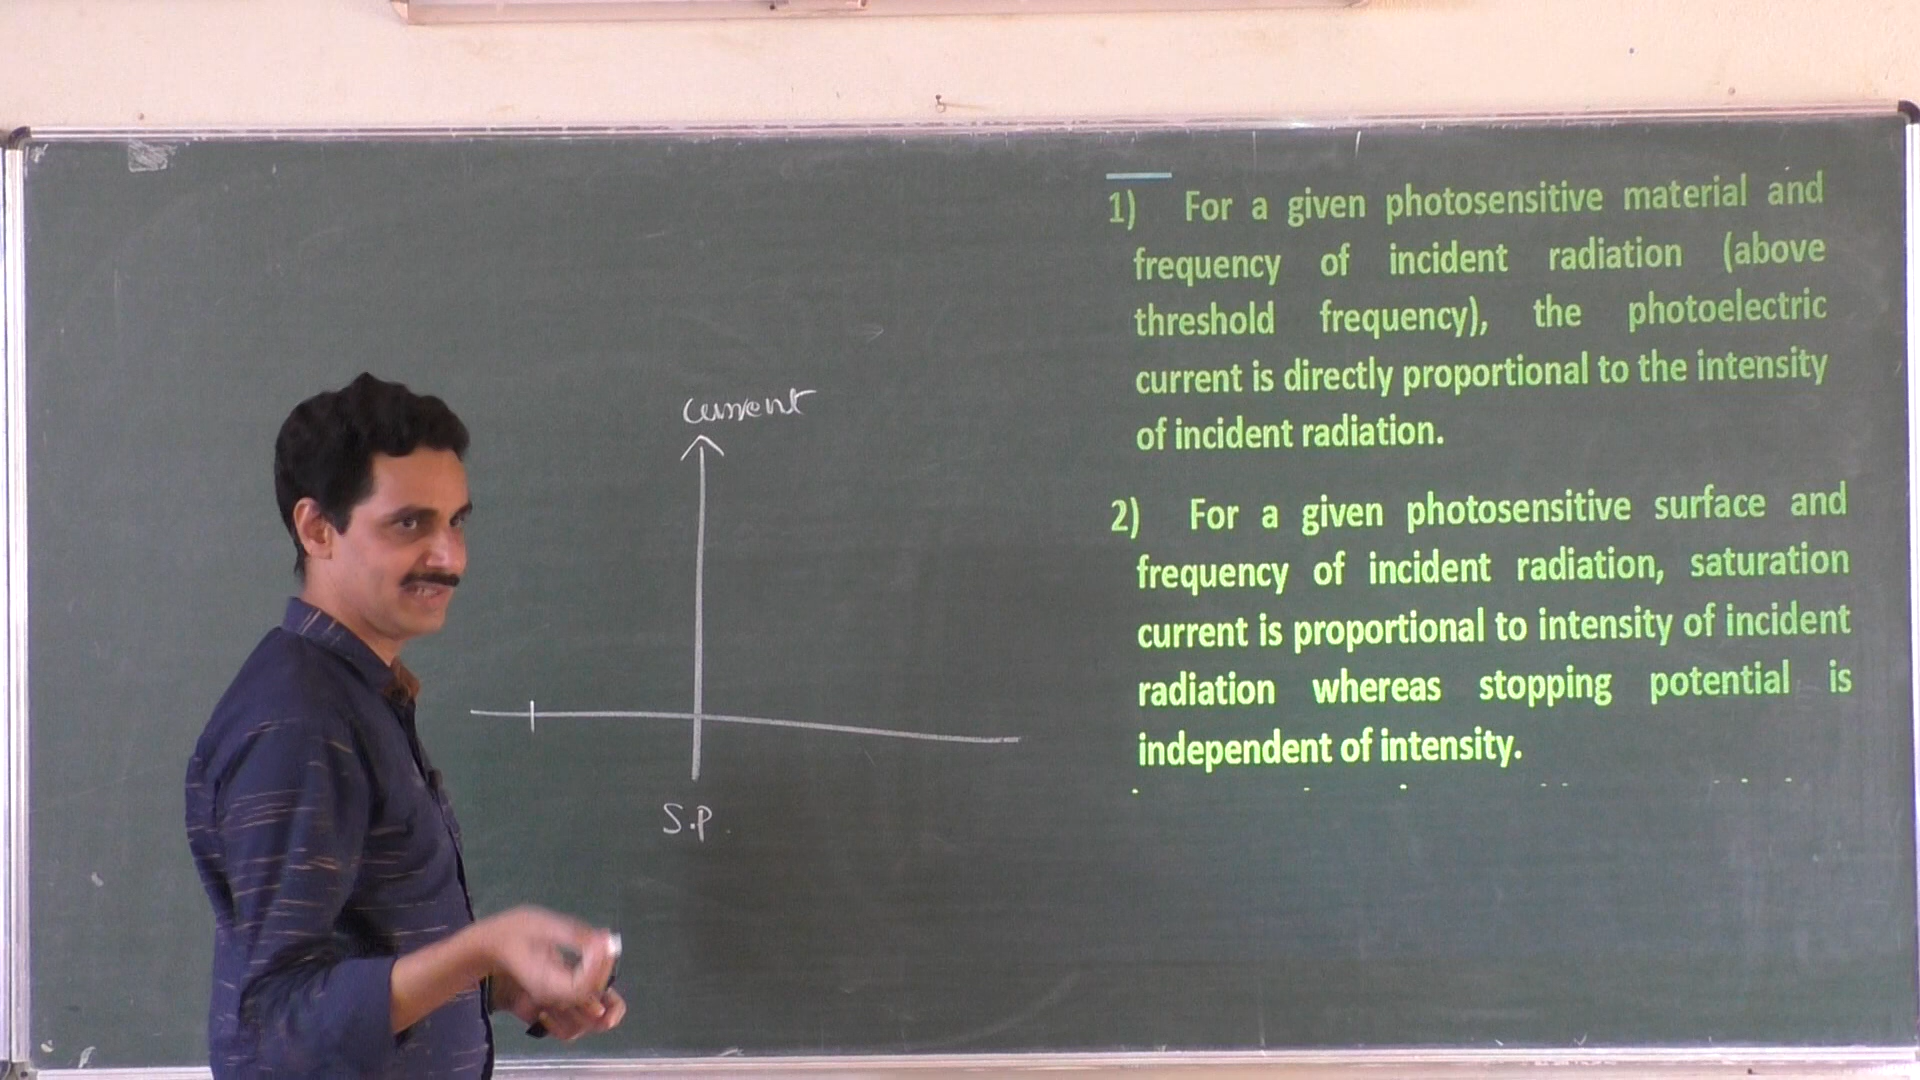 current
S.P.
1) For a given photosensitive material and
frequency of incident radiation (above
threshold frequency), the photoelectric
current is directly proportional to the intensity
of incident radiation.
2) For a given photosensitive surface and
frequency of incident radiation, saturation
current is proportional to intensity of incident
radiation whereas stopping potential is
independent of intensity.